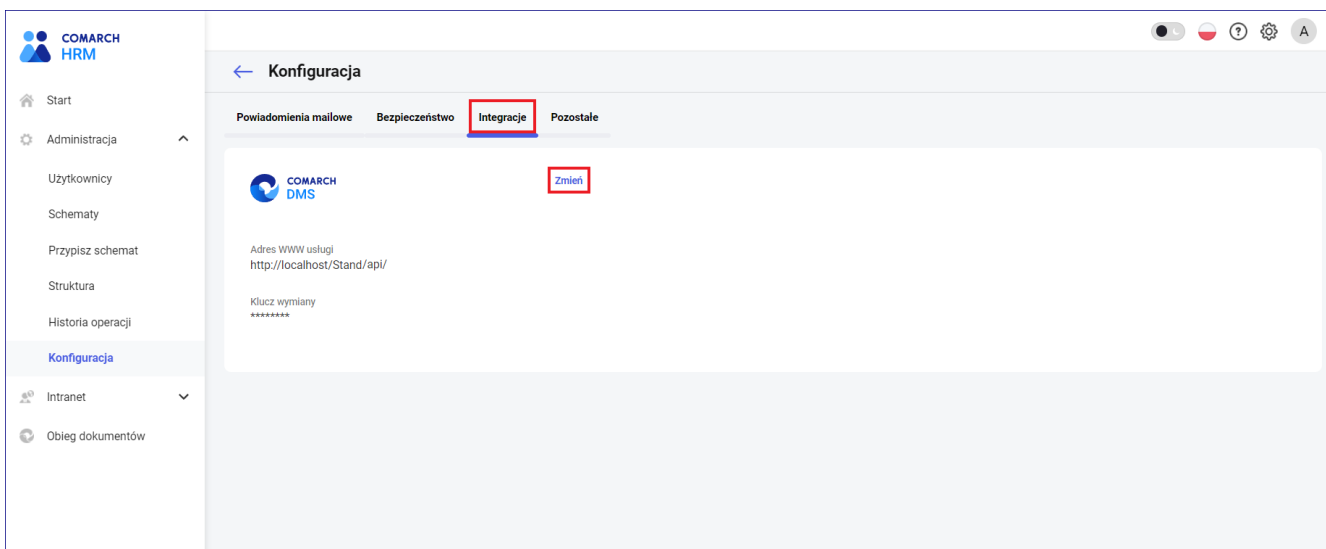 COMARCH
HRM
? A
Konfiguracja
Start
Administracja
Użytkownicy
Schematy
Przypisz schemat
Struktura
Historia operacji
Konfiguracja
Intranet
Obieg dokumentów
Powiadomienia mailowe Bezpieczeństwo Integracje Pozostałe
COMARCH
DMS
Zmień
Adres WWW usługi
http://localhost/Stand/api/
Klucz wymiany
********